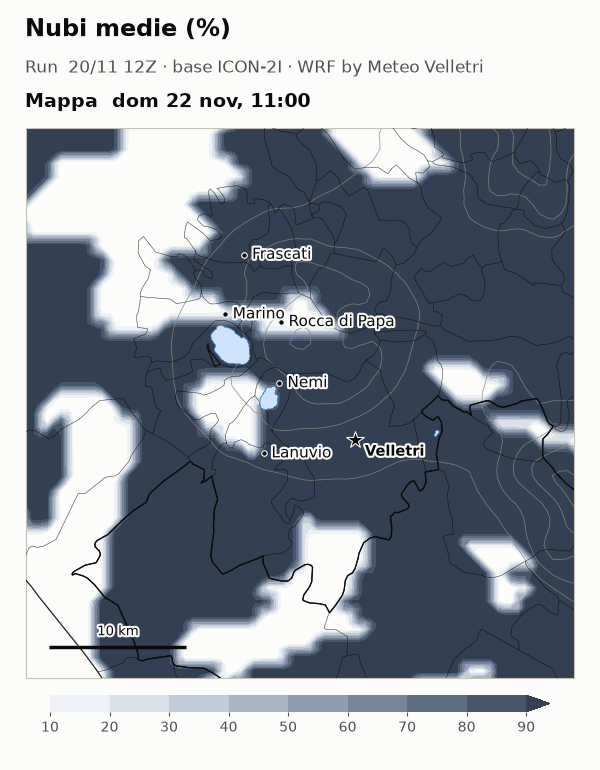 Nubi medie (%)
Run  20/11 12Z · base ICON-2I · WRF by Meteo Velletri
Mappa  dom 22 nov, 11:00
Frascati
Marino
Rocca di Papa
Nemi
Velletri
Lanuvio
10 km
10 20 30 40 50 60 70 80 90